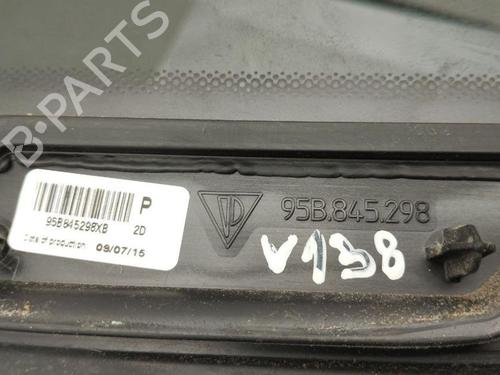 B-PARTS
P
95B845298XB 2D
Date of production 09/07/15
95B.845.298
V138